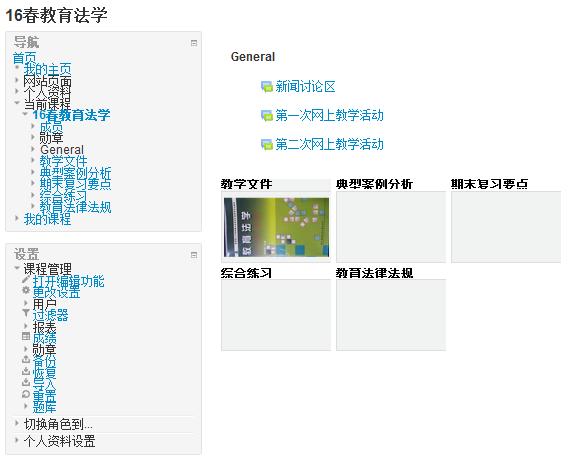 16春教育法学
导航
首页
我的主页
网站页面
个人资料
当前课程
16春教育法学
成员
勋章
General
教学文件
典型案例分析
期末复习要点
综合练习
教育法律法规
我的课程
设置
课程管理
打开编辑功能
更改设置
用户
过滤器
报表
成绩
勋章
备份
恢复
导入
重置
题库
切换角色到...
个人资料设置
General
新闻讨论区
第一次网上教学活动
第二次网上教学活动
教学文件
典型案例分析
期末复习要点
教育法学
综合练习
教育法律法规